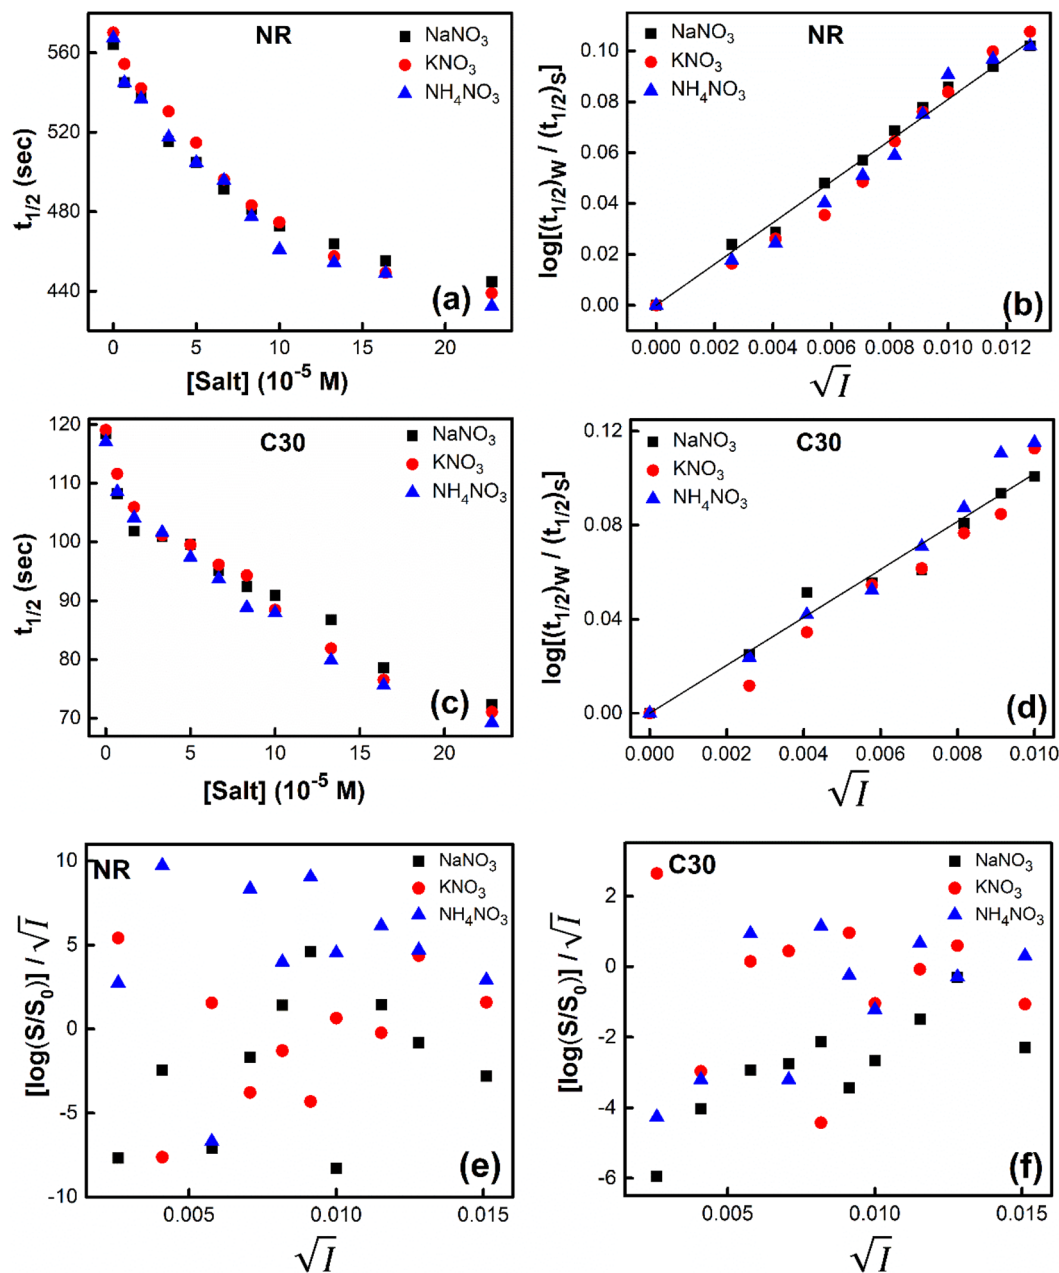 NR
NaNO₃
KNO₃
NH₄NO₃
560
520
480
440
t₁/₂ (sec)
(a)
0 5 10 15 20
[Salt] (10⁻⁵ M)
NR
NaNO₃
KNO₃
NH₄NO₃
0.10
0.08
0.06
0.04
0.02
0.00
log[(t₁/₂)W / (t₁/₂)S]
(b)
0.000 0.002 0.004 0.006 0.008 0.010 0.012
√I
C30
NaNO₃
KNO₃
NH₄NO₃
120
110
100
90
80
70
t₁/₂ (sec)
(c)
0 5 10 15 20
[Salt] (10⁻⁵ M)
C30
NaNO₃
KNO₃
NH₄NO₃
0.12
0.08
0.04
0.00
log[(t₁/₂)W / (t₁/₂)S]
(d)
0.000 0.002 0.004 0.006 0.008 0.010
√I
NR
NaNO₃
KNO₃
NH₄NO₃
10
5
0
-5
-10
[log(S/S₀)] / √I
(e)
0.005 0.010 0.015
√I
C30
NaNO₃
KNO₃
NH₄NO₃
2
0
-2
-4
-6
[log(S/S₀)] / √I
(f)
0.005 0.010 0.015
√I